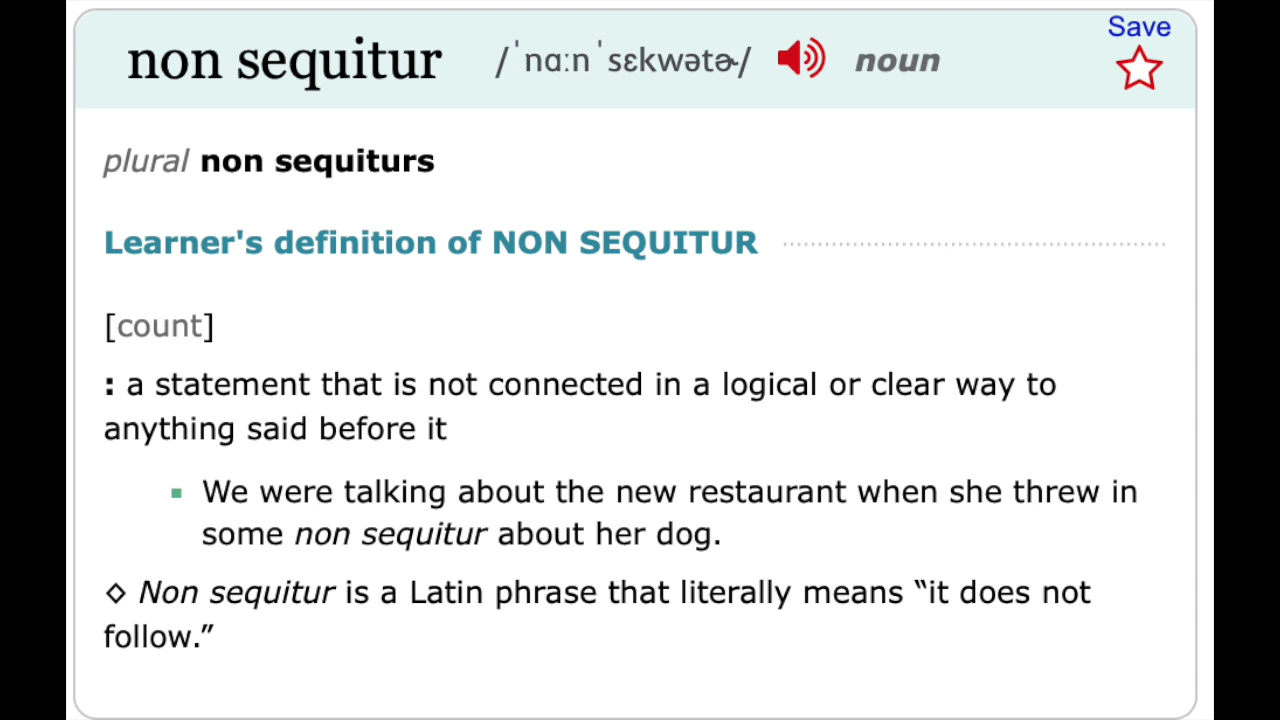 non sequitur /ˈnɑːnˈsɛkwətɚ/ noun
Save
plural non sequiturs
Learner's definition of NON SEQUITUR
[count]
: a statement that is not connected in a logical or clear way to
anything said before it
▪ We were talking about the new restaurant when she threw in
some non sequitur about her dog.
◇ Non sequitur is a Latin phrase that literally means “it does not
follow.”